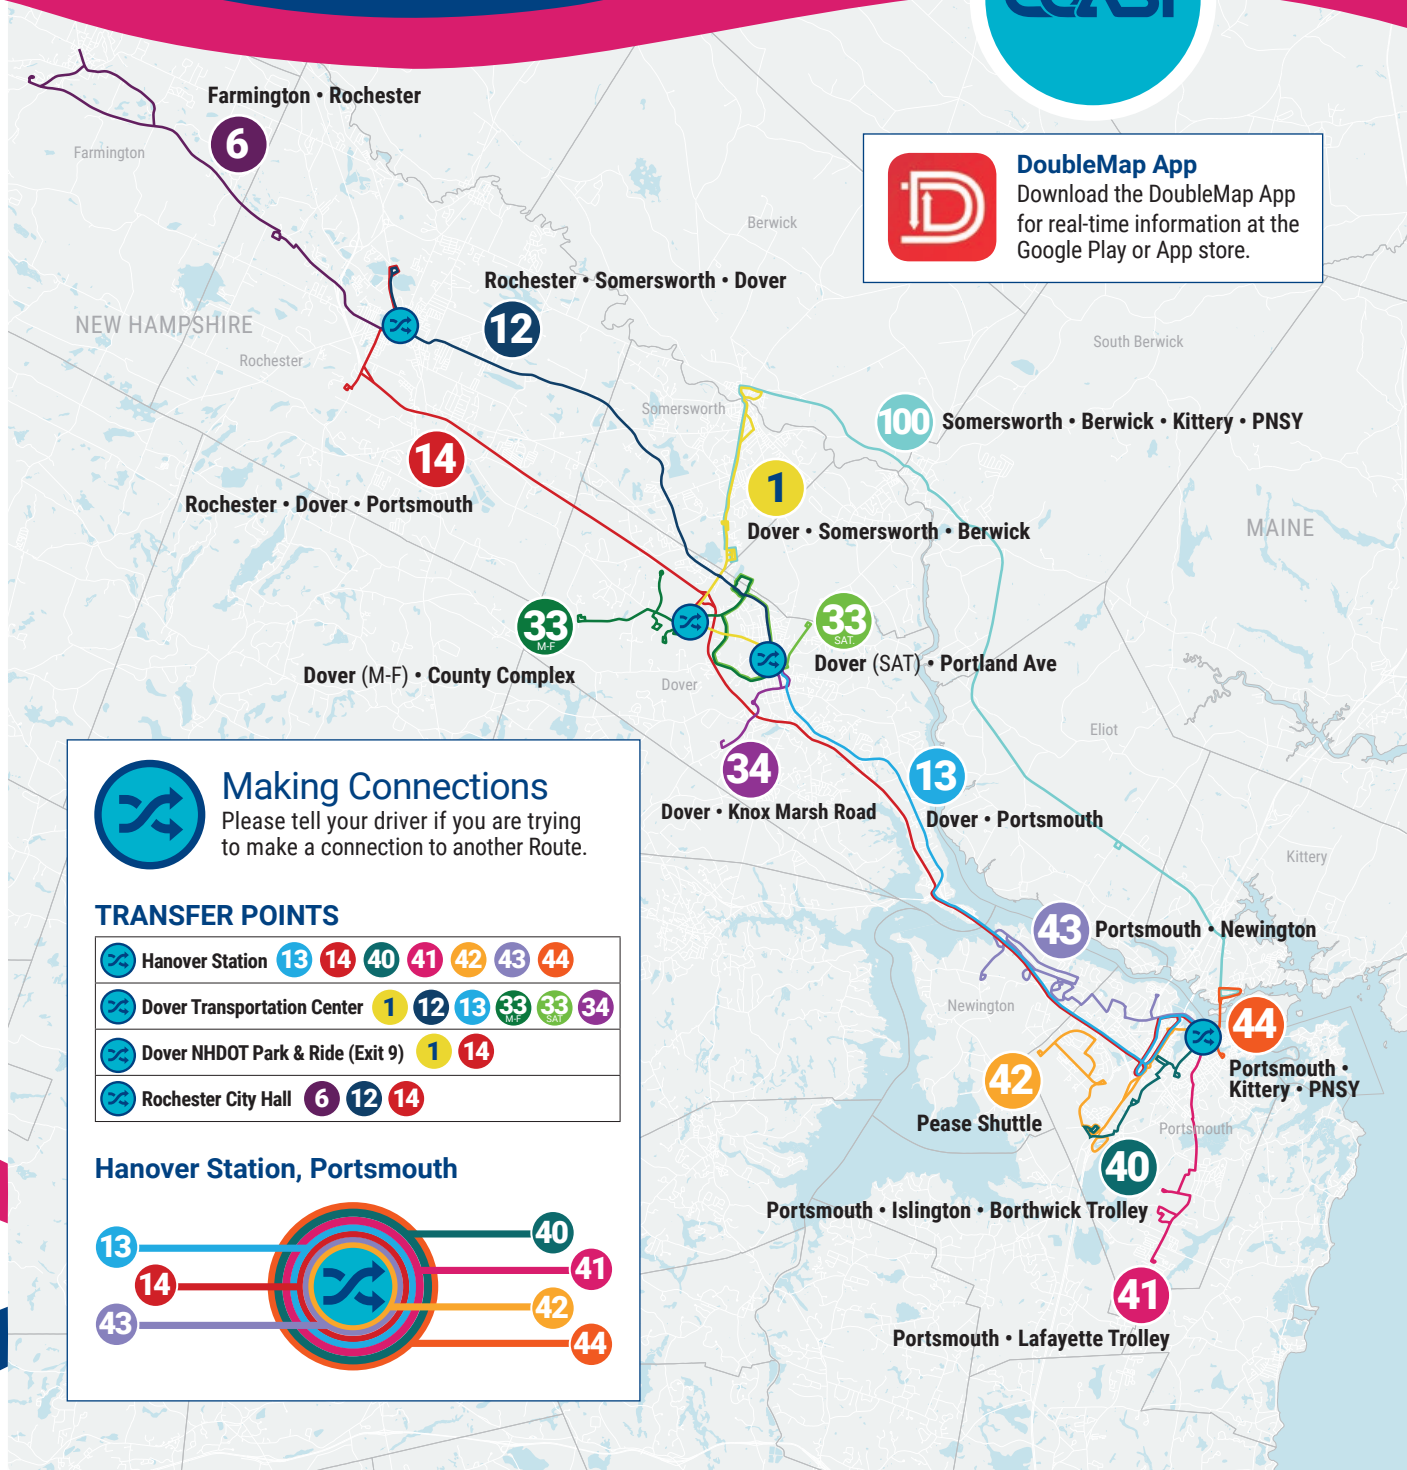 COAST
Farmington • Rochester
6
Farmington
DoubleMap App
Download the DoubleMap App
for real-time information at the
Google Play or App store.
Berwick
Rochester • Somersworth • Dover
12
NEW HAMPSHIRE
Rochester
South Berwick
Somersworth
100
Somersworth • Berwick • Kittery • PNSY
14
Rochester • Dover • Portsmouth
1
Dover • Somersworth • Berwick
MAINE
33
M-F
Dover (M-F) • County Complex
33
SAT
Dover (SAT) • Portland Ave
Dover
Eliot
34
Dover • Knox Marsh Road
13
Dover • Portsmouth
Kittery
43
Portsmouth • Newington
Newington
44
Portsmouth •
Kittery • PNSY
42
Pease Shuttle
Portsmouth
40
Portsmouth • Islington • Borthwick Trolley
41
Portsmouth • Lafayette Trolley
Making Connections
Please tell your driver if you are trying
to make a connection to another Route.
TRANSFER POINTS
Hanover Station 13 14 40 41 42 43 44
Dover Transportation Center 1 12 13 33 M-F 33 SAT 34
Dover NHDOT Park & Ride (Exit 9) 1 14
Rochester City Hall 6 12 14
Hanover Station, Portsmouth
13
14
43
40
41
42
44